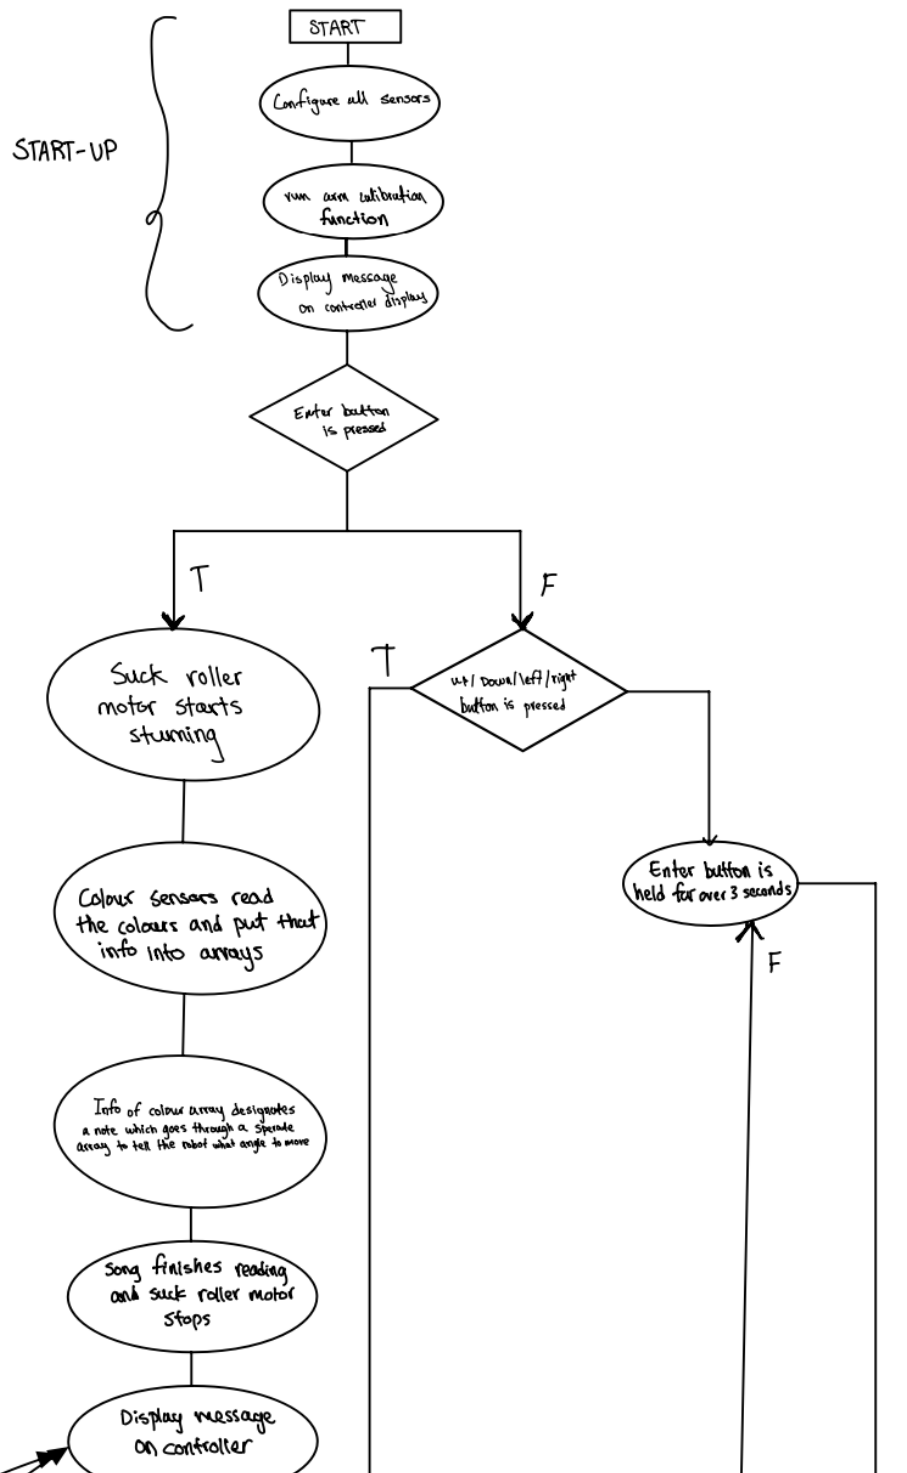 START
Configure all sensors
START-UP
run arm calibration
function
Display message
on controller display
Enter button
is pressed
T
F
Suck roller
motor starts
sturning
T
up/Down/left/right
button is pressed
Colour sensors read
the colours and put that
info into arrays
Enter button is
held for over 3 seconds
F
Info of colour array designates
a note which goes through a
array to tell the robot what angle to move
Song finishes reading
and suck roller motor
stops
Display message
on controller